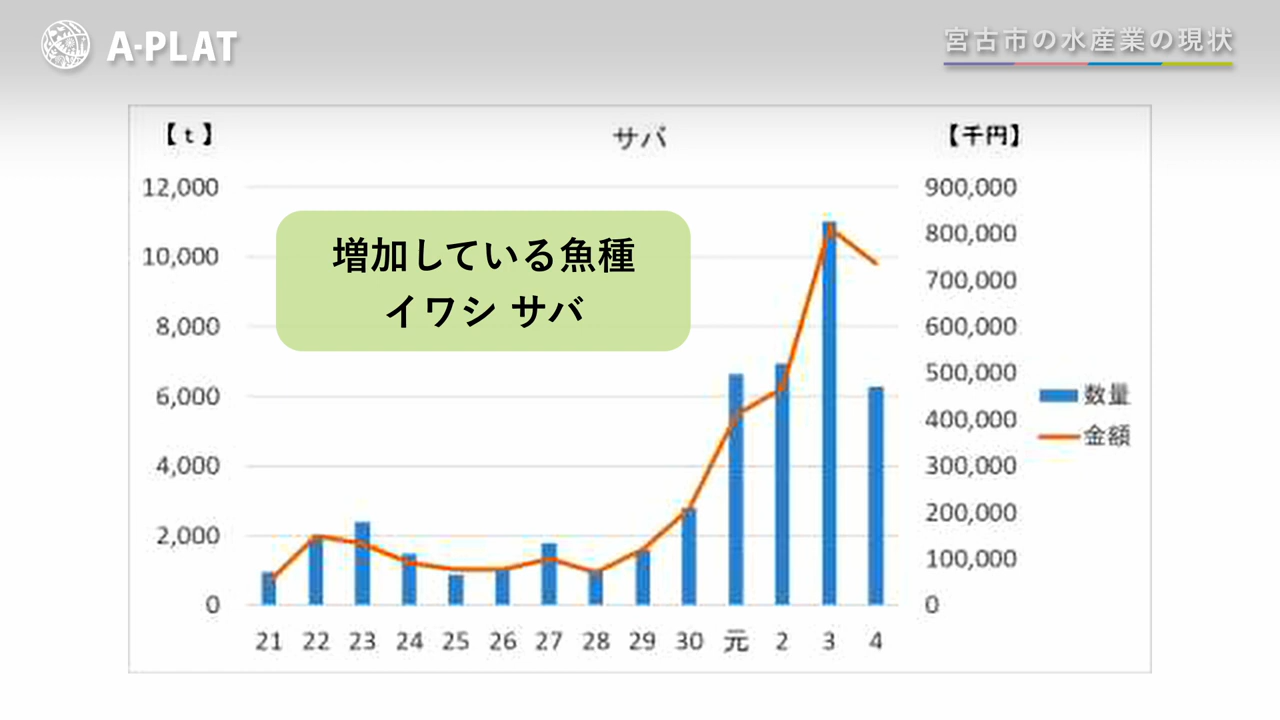 A-PLAT
宮古市の水産業の現状
【ｔ】
サバ
【千円】
12,000
10,000
8,000
6,000
4,000
2,000
0
増加している魚種
イワシ サバ
900,000
800,000
700,000
600,000
500,000
400,000
300,000
200,000
100,000
0
数量
金額
21 22 23 24 25 26 27 28 29 30 元 2 3 4